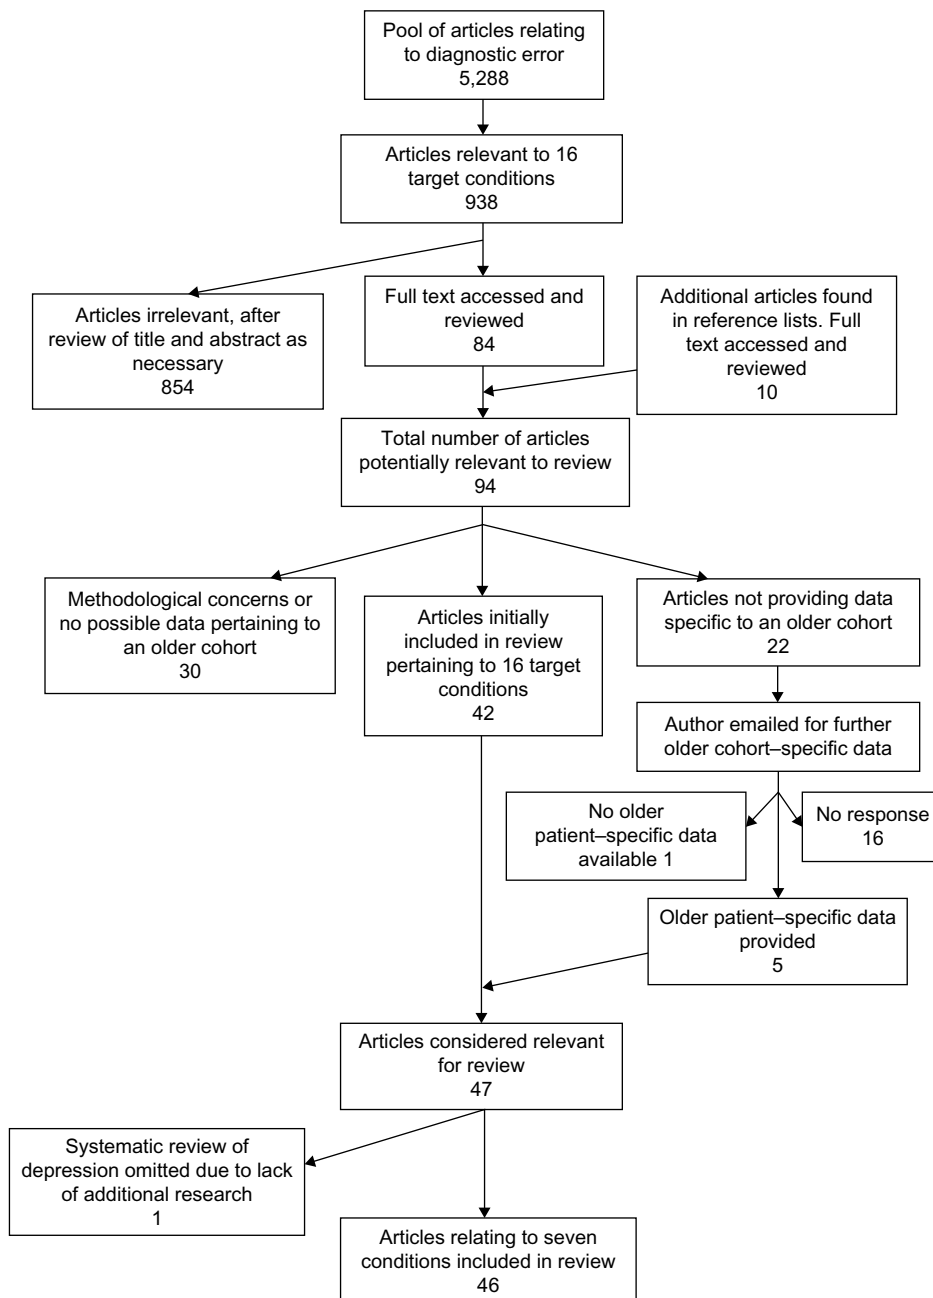 Pool of articles relating
to diagnostic error
5,288
Articles relevant to 16
target conditions
938
Articles irrelevant, after
review of title and abstract as
necessary
854
Full text accessed and
reviewed
84
Additional articles found
in reference lists. Full
text accessed and
reviewed
10
Total number of articles
potentially relevant to review
94
Methodological concerns or
no possible data pertaining to
an older cohort
30
Articles initially
included in review
pertaining to 16 target
conditions
42
Articles not providing data
specific to an older cohort
22
Author emailed for further
older cohort–specific data
No older
patient–specific data
available 1
No response
16
Older patient–specific data
provided
5
Articles considered relevant
for review
47
Systematic review of
depression omitted due to lack
of additional research
1
Articles relating to seven
conditions included in review
46